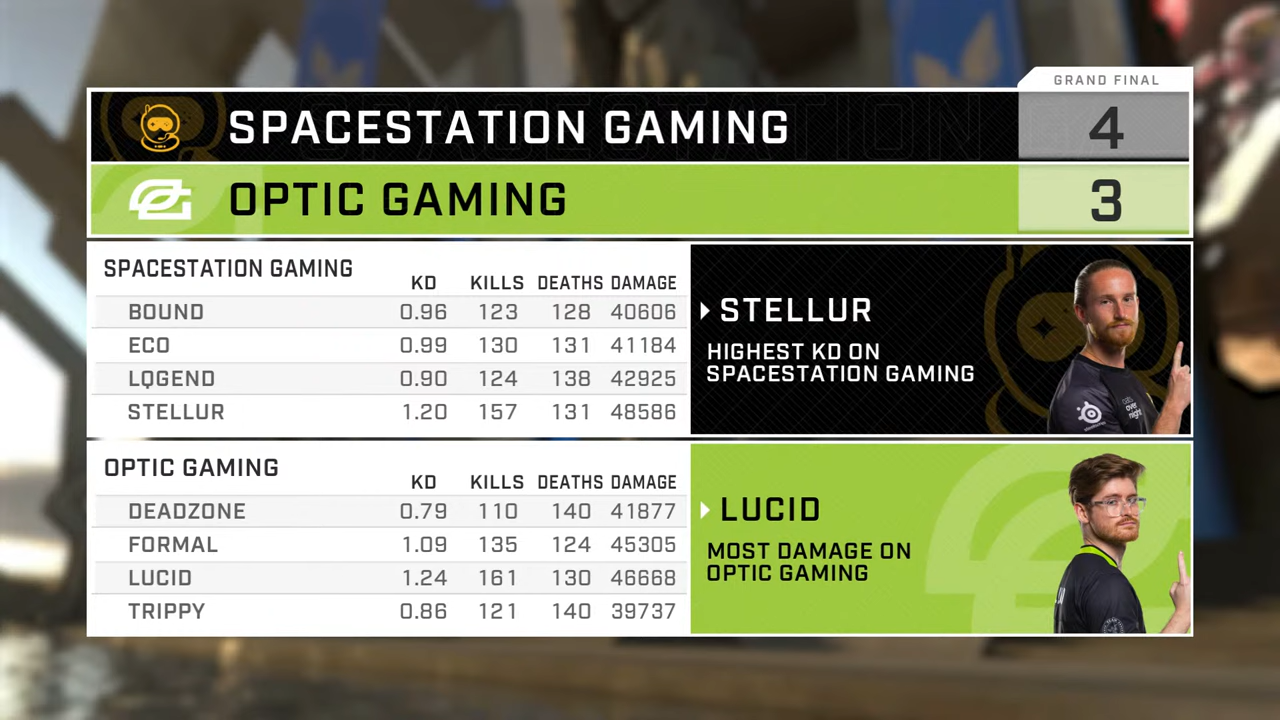 GRAND FINAL
SPACESTATION GAMING 4
OPTIC GAMING 3
SPACESTATION GAMING
KD KILLS DEATHS DAMAGE
BOUND 0.96 123 128 40606
ECO 0.99 130 131 41184
LQGEND 0.90 124 138 42925
STELLUR 1.20 157 131 48586
STELLUR
HIGHEST KD ON
SPACESTATION GAMING
OPTIC GAMING
KD KILLS DEATHS DAMAGE
DEADZONE 0.79 110 140 41877
FORMAL 1.09 135 124 45305
LUCID 1.24 161 130 46668
TRIPPY 0.86 121 140 39737
LUCID
MOST DAMAGE ON
OPTIC GAMING